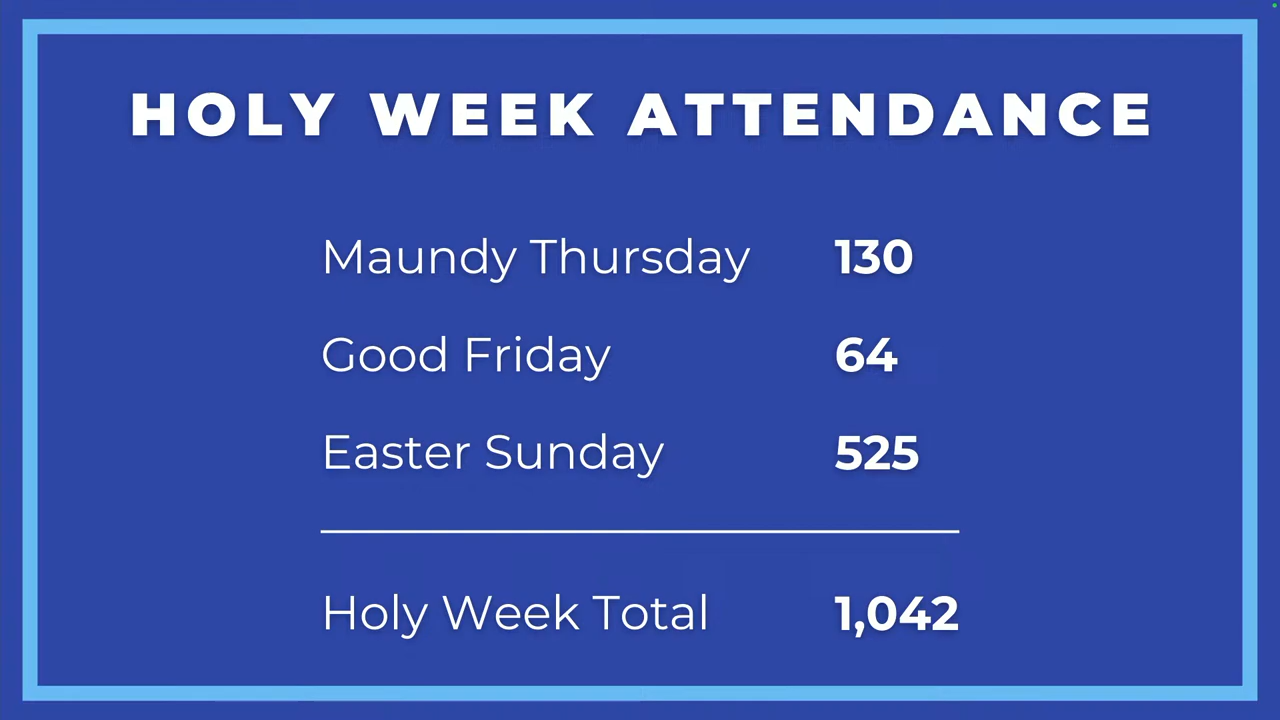 HOLY WEEK ATTENDANCE
Maundy Thursday 130
Good Friday 64
Easter Sunday 525
Holy Week Total 1,042